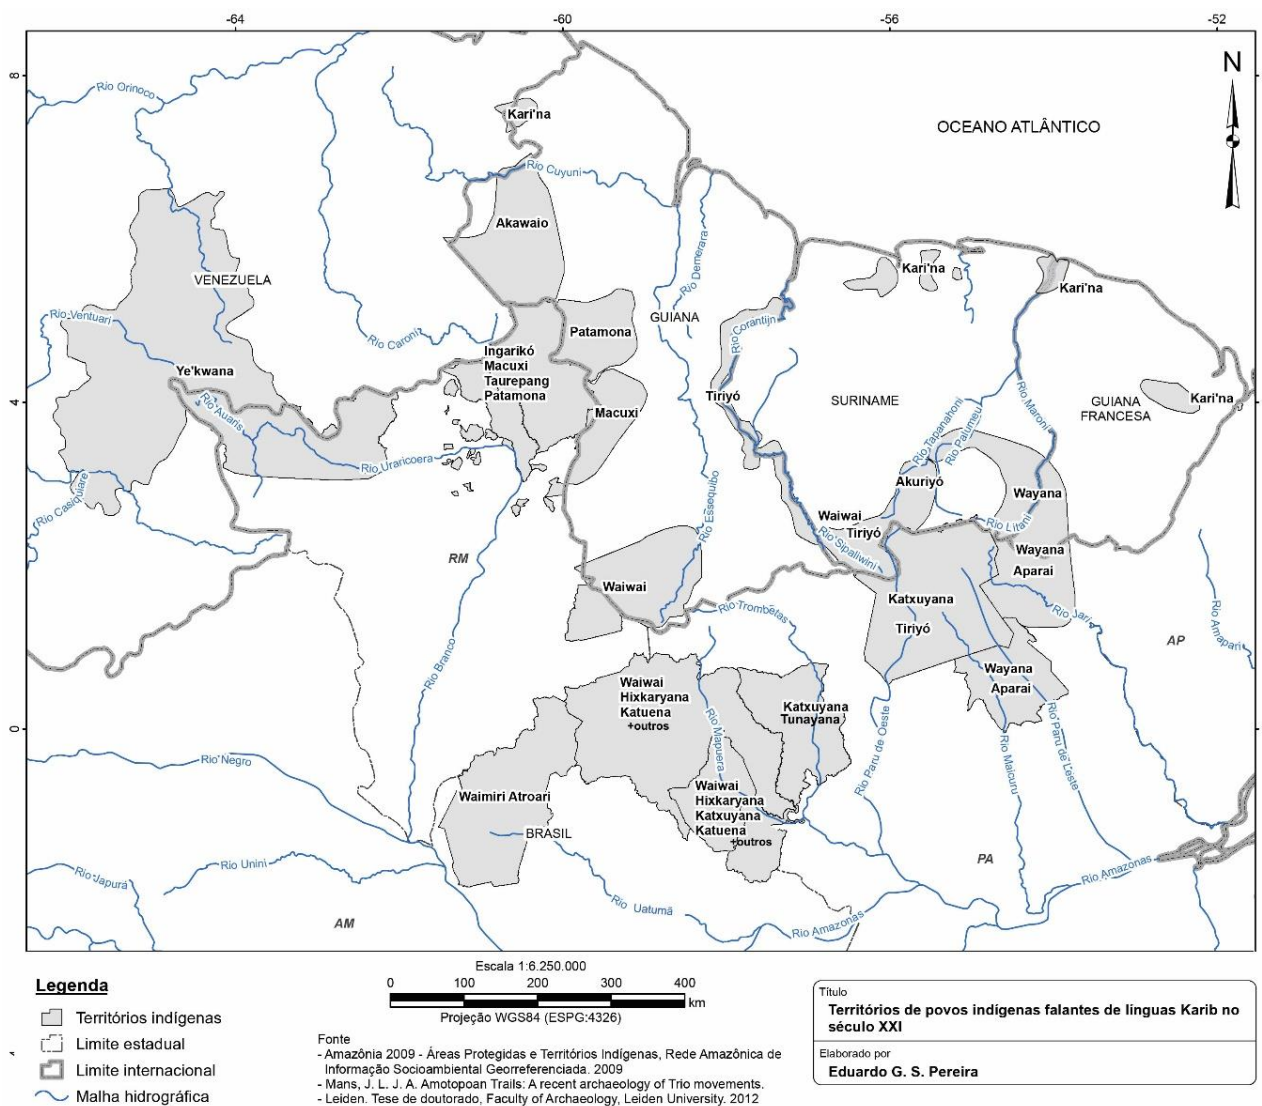 -64
-60
-56
-52
8
4
0
N
OCEANO ATLÂNTICO
Rio Orinoco
Kari'na
Rio Cuyuni
Akawaio
Rio Demerara
VENEZUELA
Kari'na
Kari'na
Rio Ventuari
Rio Caroni
Patamona
GUIANA
Rio Corantijn
Ye'kwana
Ingarikó
Macuxi
Taurepang
Patamona
Macuxi
Tiriyó
SURINAME
GUIANA
FRANCESA
Kari'na
Rio Auaris
Rio Maroni
Rio Tapanahoni
Rio Palumeu
Rio Uraricoera
Rio Casiquiare
Rio Essequibo
Akuriyó
Wayana
Waiwai
Tiriyó
Rio Litani
Rio Sipaliwini
Wayana
Aparai
RM
Waiwai
Katxuyana
Tiriyó
Rio Trombetas
Rio Jari
Rio Amapari
AP
Rio Branco
Waiwai
Hixkaryana
Katuena
+outros
Wayana
Aparai
Katxuyana
Tunayana
Rio Mapuera
Rio Paru de Oeste
Rio Paru de Leste
Rio Maicuru
Rio Negro
Waimiri Atroari
Waiwai
Hixkaryana
Katxuyana
Katuena
+outros
BRASIL
PA
Rio Unini
Rio Japurá
Rio Amazonas
Rio Uatumã
AM
Rio Amazonas
Legenda
Territórios indígenas
Limite estadual
Limite internacional
Malha hidrográfica
Escala 1:6.250.000
0 100 200 300 400
km
Projeção WGS84 (ESPG:4326)
Fonte
- Amazônia 2009 - Áreas Protegidas e Territórios Indígenas, Rede Amazônica de
Informação Socioambiental Georreferenciada. 2009
- Mans, J. L. J. A. Amotopoan Trails: A recent archaeology of Trio movements.
- Leiden. Tese de doutorado, Faculty of Archaeology, Leiden University. 2012
Título
Territórios de povos indígenas falantes de línguas Karib no
século XXI
Elaborado por
Eduardo G. S. Pereira